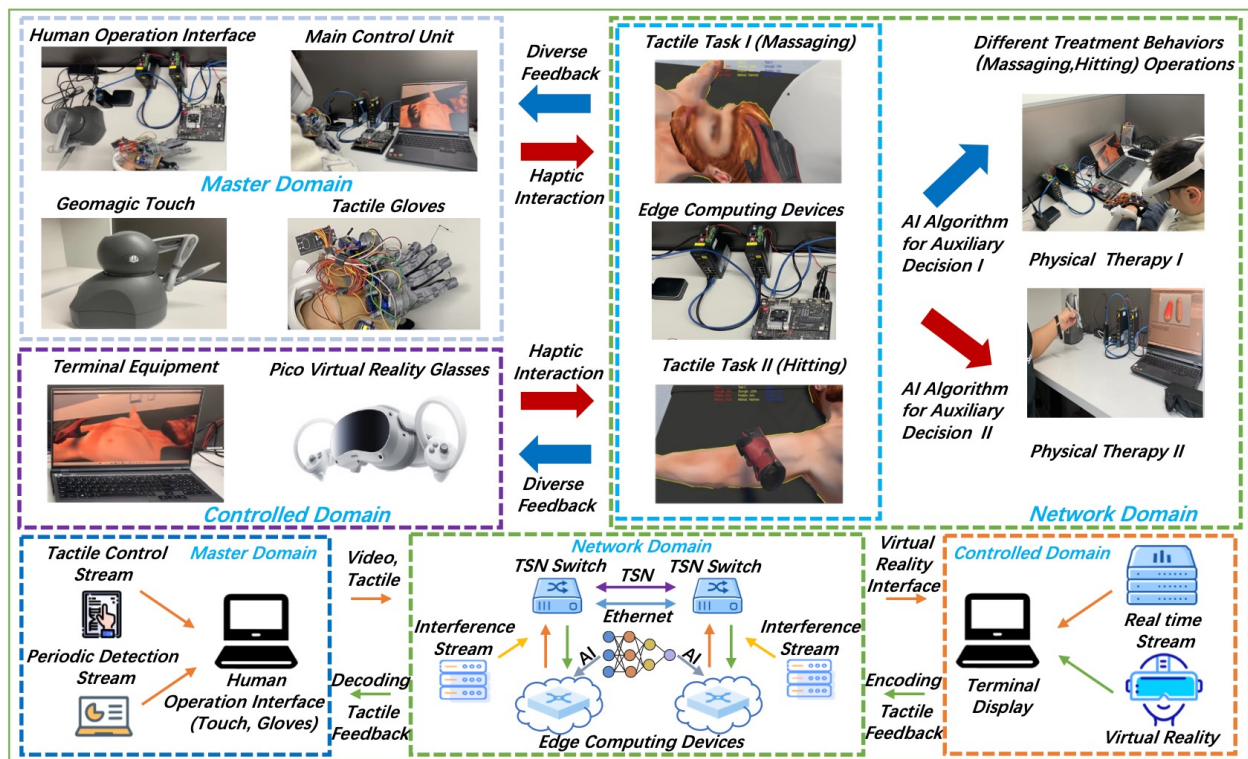 Human Operation Interface
Main Control Unit
Master Domain
Geomagic Touch
Tactile Gloves
Diverse
Feedback
Haptic
Interaction
Tactile Task I (Massaging)
Edge Computing Devices
Tactile Task II (Hitting)
Different Treatment Behaviors
(Massaging,Hitting) Operations
AI Algorithm
for Auxiliary
Decision I
Physical Therapy I
AI Algorithm
for Auxiliary
Decision II
Physical Therapy II
Network Domain
Terminal Equipment
Pico Virtual Reality Glasses
Controlled Domain
Haptic
Interaction
Diverse
Feedback
Tactile Control
Stream
Master Domain
Periodic Detection
Stream
Human
Operation Interface
(Touch, Gloves)
Video,
Tactile
Decoding
Tactile
Feedback
Network Domain
TSN Switch
TSN
TSN Switch
Ethernet
Interference
Stream
AI
AI
Interference
Stream
Edge Computing Devices
Virtual
Reality
Interface
Encoding
Tactile
Feedback
Controlled Domain
Real time
Stream
Terminal
Display
Virtual Reality